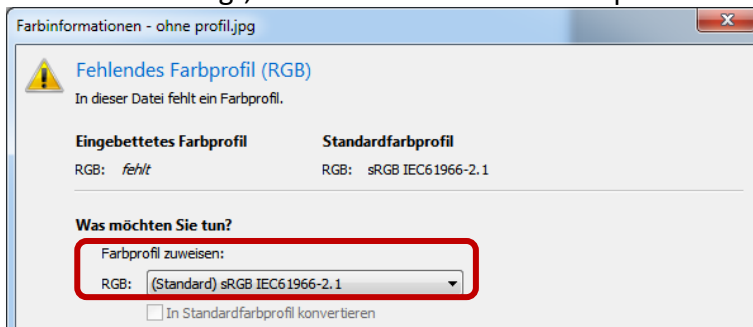 Farbinformationen - ohne profil.jpg
Fehlendes Farbprofil (RGB)
In dieser Datei fehlt ein Farbprofil.
Eingebettetes Farbprofil Standardfarbprofil
RGB: fehlt RGB: sRGB IEC61966-2.1
Was möchten Sie tun?
Farbprofil zuweisen:
RGB: (Standard) sRGB IEC61966-2.1
In Standardfarbprofil konvertieren